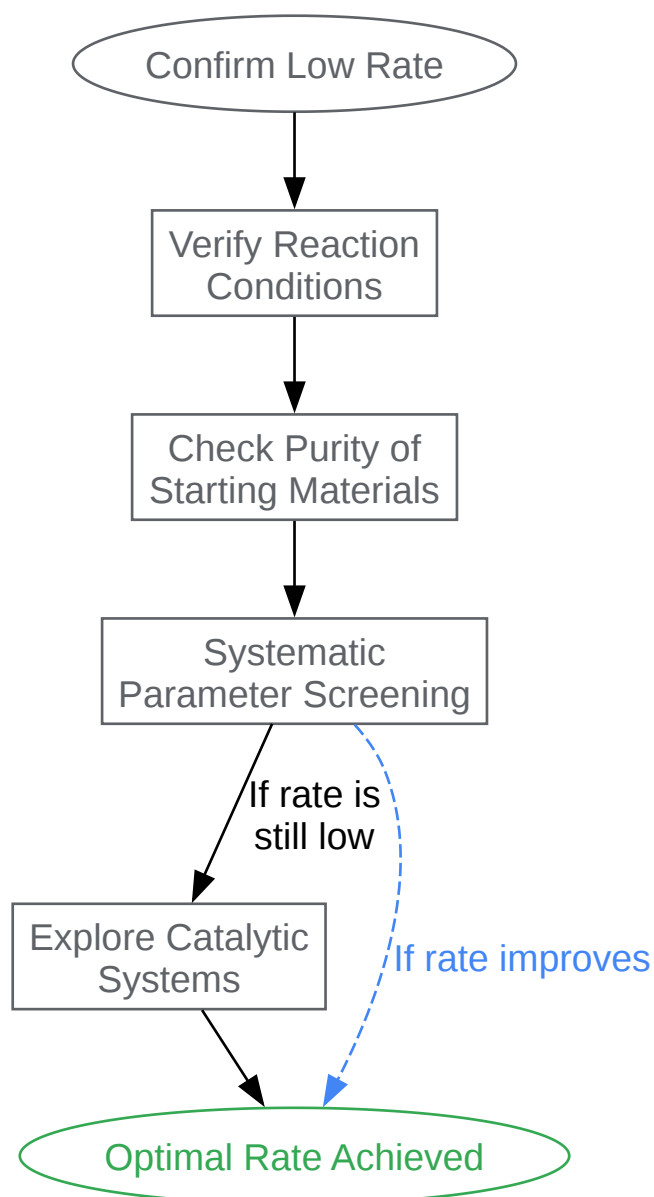 Confirm Low Rate
Verify Reaction
Conditions
Check Purity of
Starting Materials
Systematic
Parameter Screening
If rate is
still low
Explore Catalytic
Systems
If rate improves
Optimal Rate Achieved